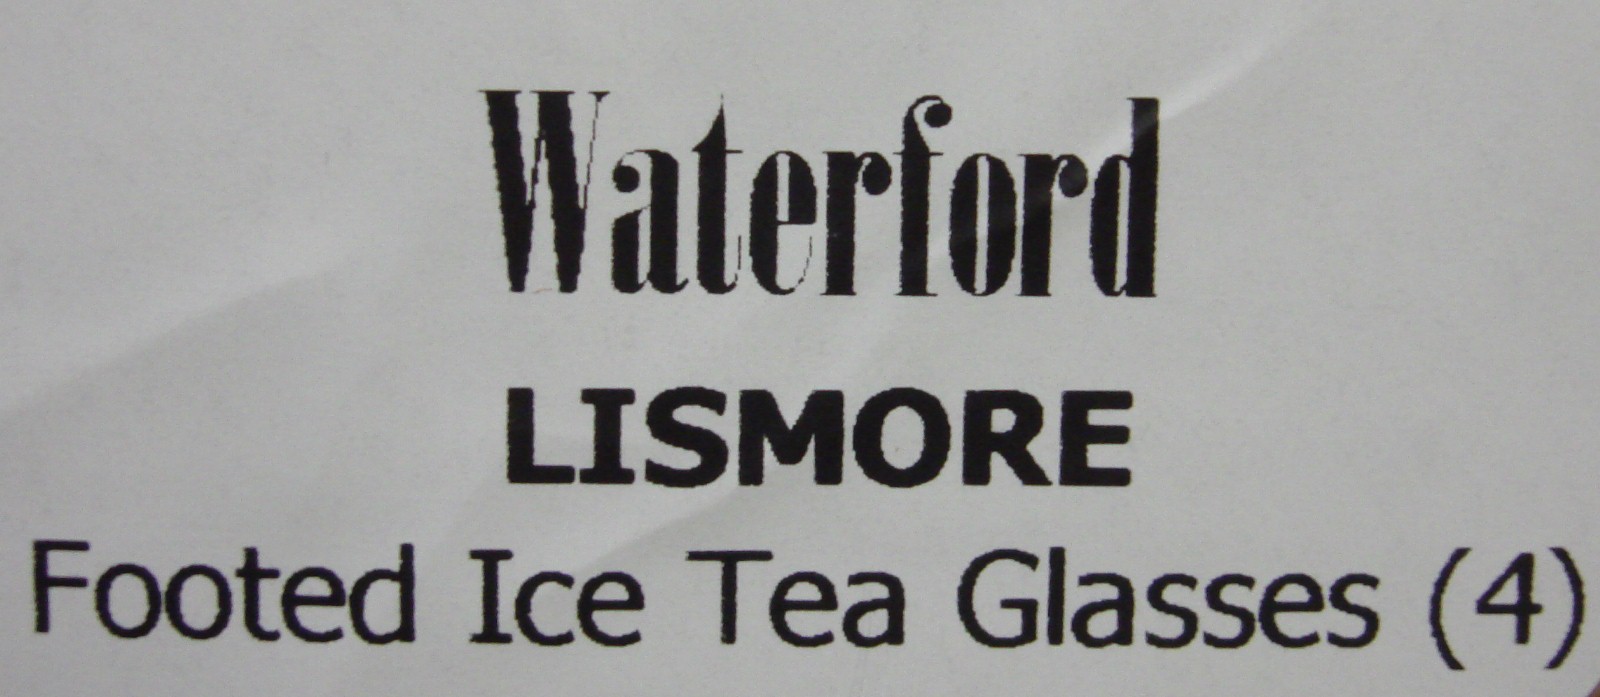 Waterford
LISMORE
Footed Ice Tea Glasses (4)